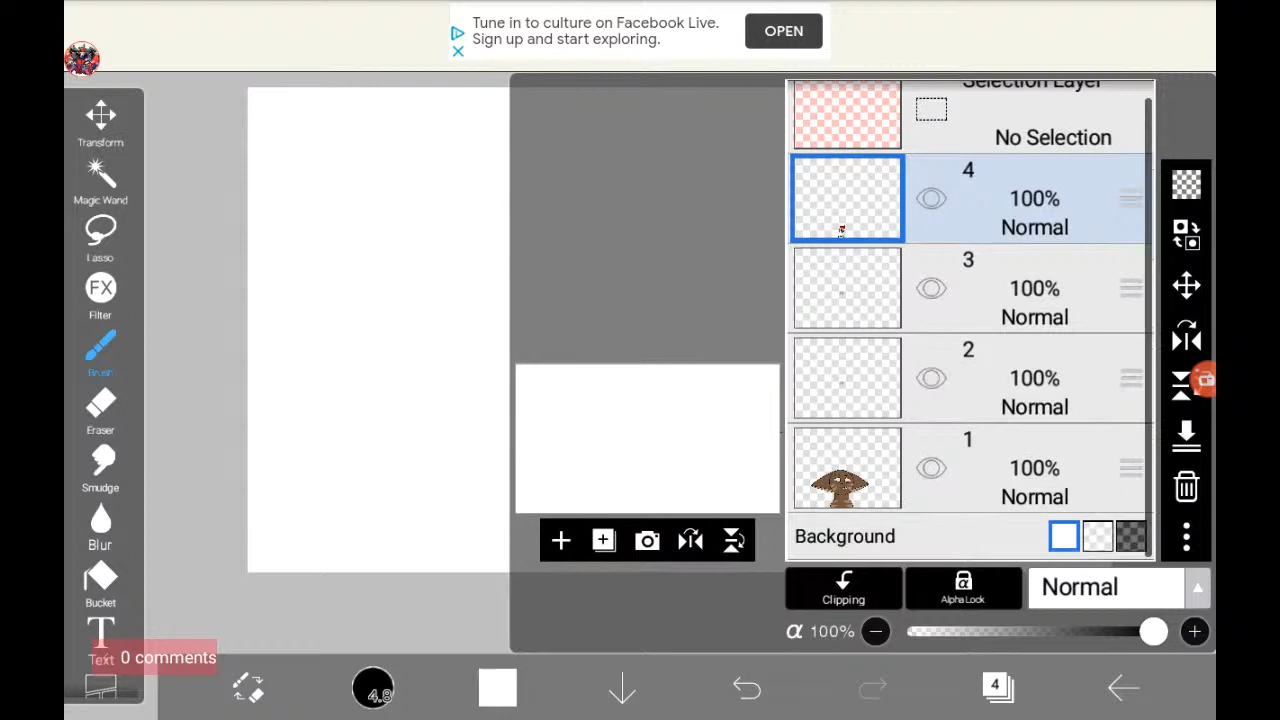 Tune in to culture on Facebook Live.
Sign up and start exploring.
OPEN
Transform
Magic Wand
Lasso
FX
Filter
Brush
Eraser
Smudge
Blur
Bucket
T
Text
0 comments
Selection Layer
No Selection
4
100%
Normal
3
100%
Normal
2
100%
Normal
1
100%
Normal
Background
Clipping
α
Alpha Lock
Normal
α 100%
4.8
4